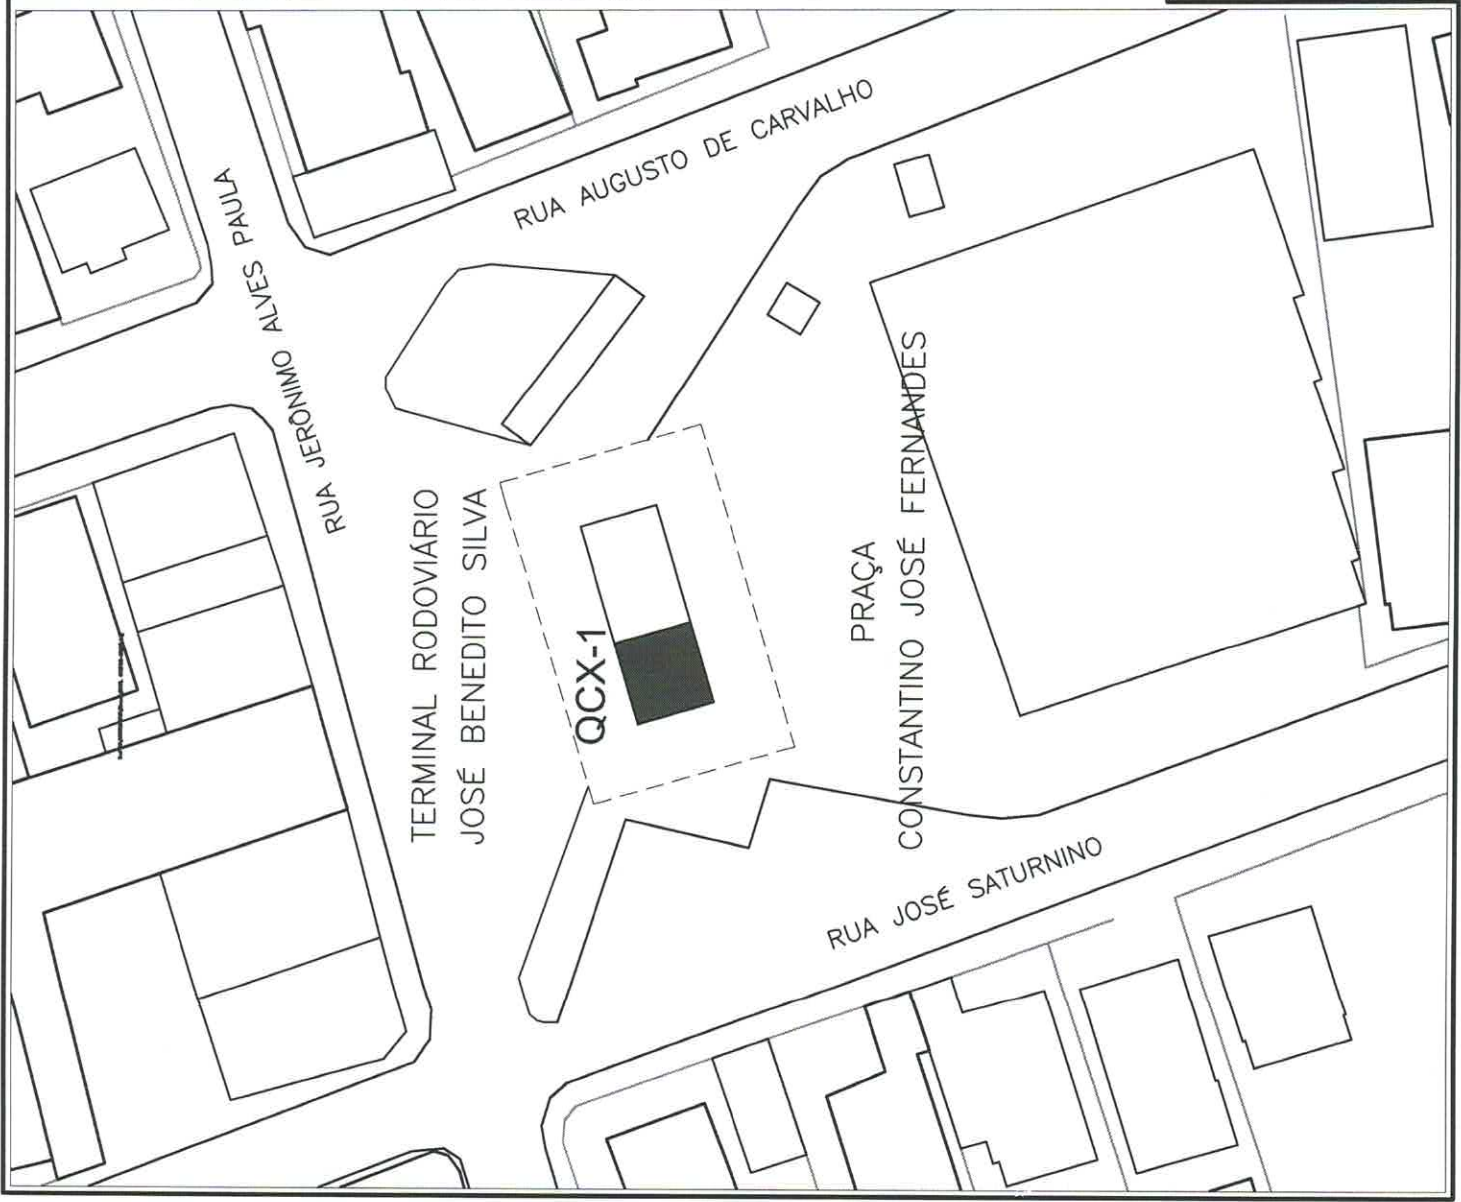 RUA AUGUSTO DE CARVALHO
RUA JERÔNIMO ALVES PAULA
TERMINAL RODOVIÁRIO
JOSÉ BENEDITO SILVA
QCX-1
PRAÇA
CONSTANTINO JOSÉ FERNANDES
RUA JOSÉ SATURNINO